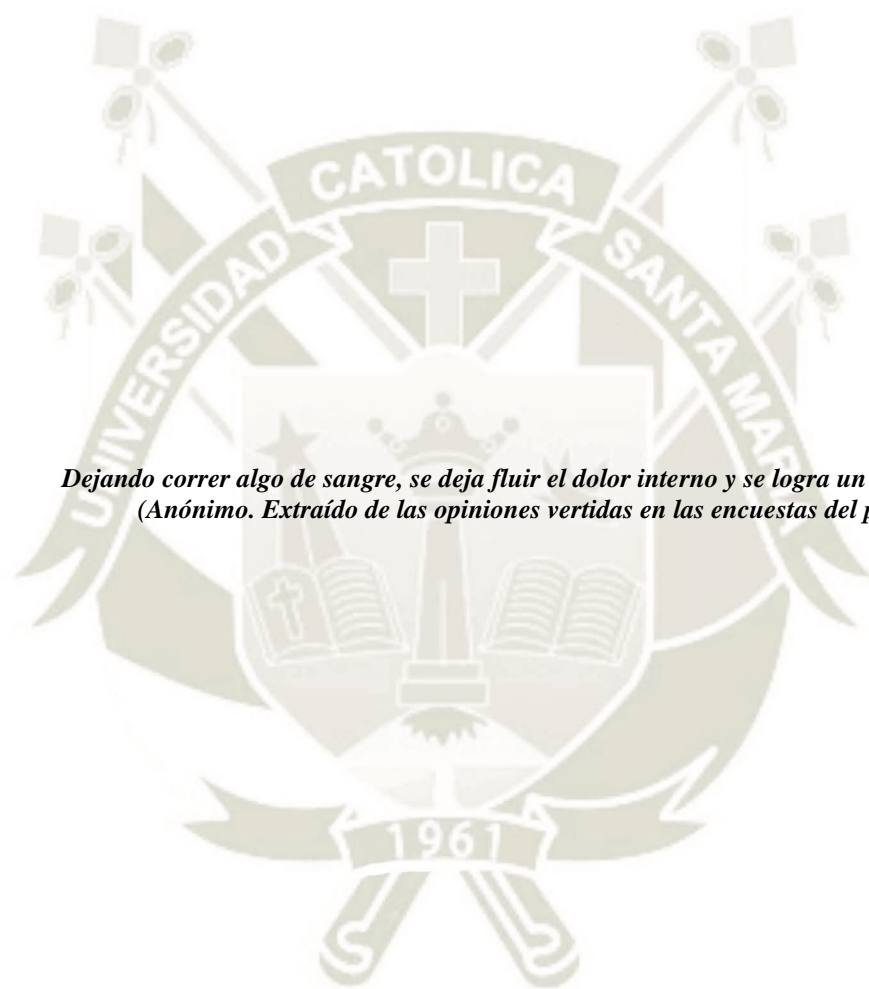 CATOLICA
UNIVERSIDAD
SANTA MARIA
Dejando correr algo de sangre, se deja fluir el dolor interno y se logra un
(Anónimo. Extraído de las opiniones vertidas en las encuestas del
1961